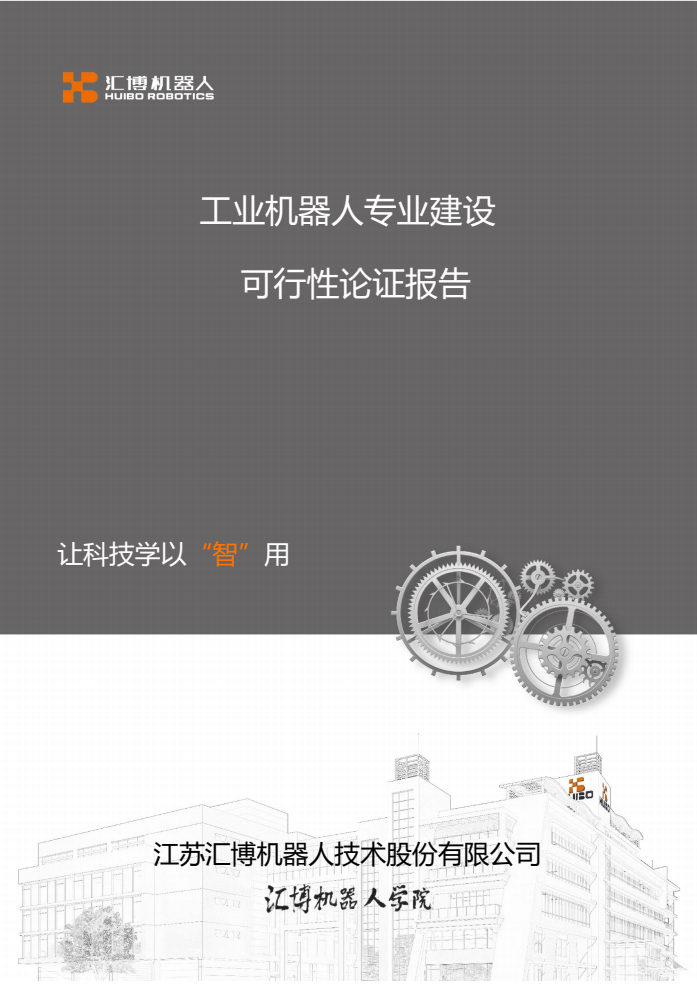 汇博机器人
HUIBO ROBOTICS
工业机器人专业建设
可行性论证报告
让科技学以“智”用
江苏汇博机器人技术股份有限公司
汇博机器人学院